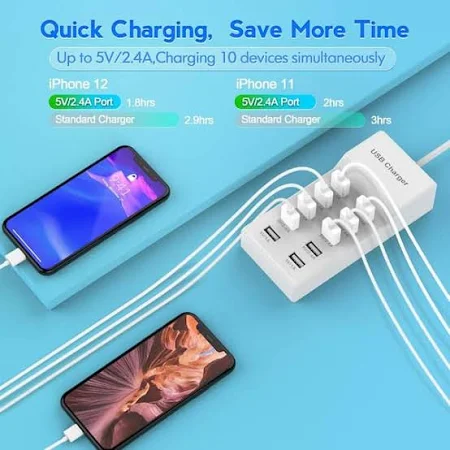 Quick Charging, Save More Time
Up to 5V/2.4A,Charging 10 devices simultaneously
iPhone 12
5V/2.4A Port 1.8hrs
Standard Charger 2.9hrs
iPhone 11
5V/2.4A Port 2hrs
Standard Charger 3hrs
USB Charger